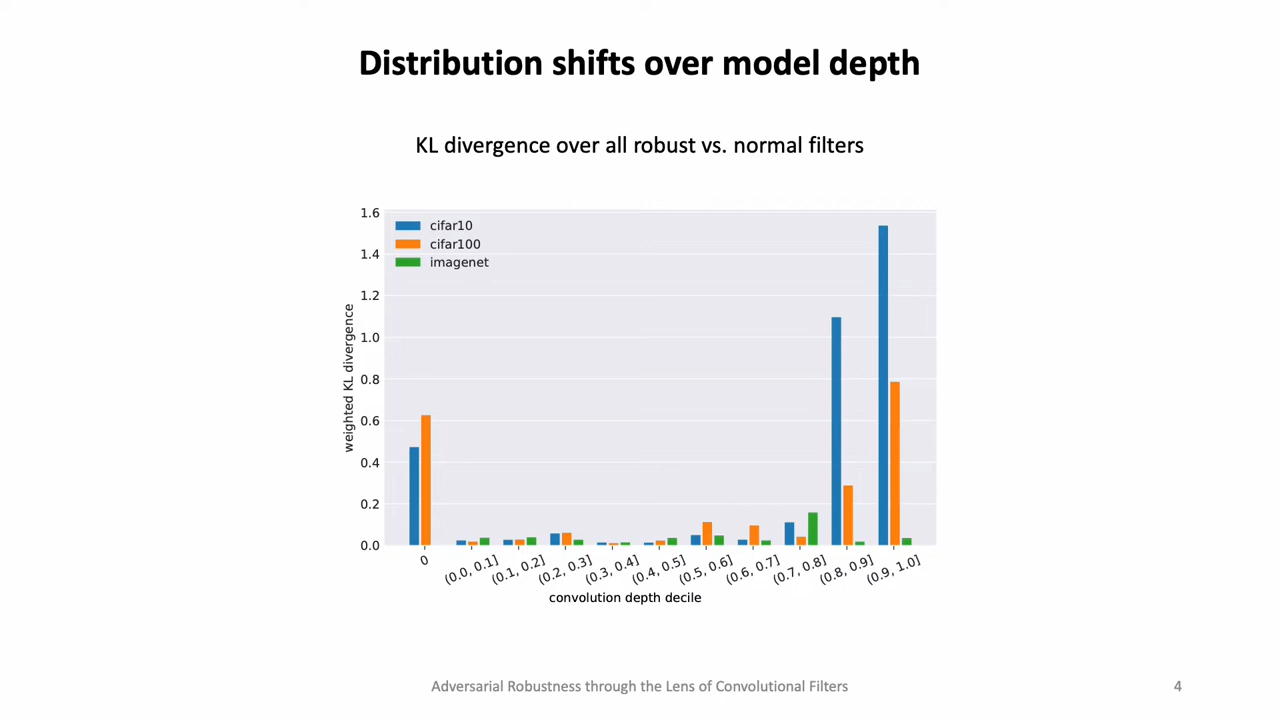 Distribution shifts over model depth
KL divergence over all robust vs. normal filters
1.6
1.4
1.2
1.0
0.8
0.6
0.4
0.2
0.0
weighted KL divergence
cifar10
cifar100
imagenet
0
(0.0, 0.1]
(0.1, 0.2]
(0.2, 0.3]
(0.3, 0.4]
(0.4, 0.5]
(0.5, 0.6]
(0.6, 0.7]
(0.7, 0.8]
(0.8, 0.9]
(0.9, 1.0]
convolution depth decile
Adversarial Robustness through the Lens of Convolutional Filters
4